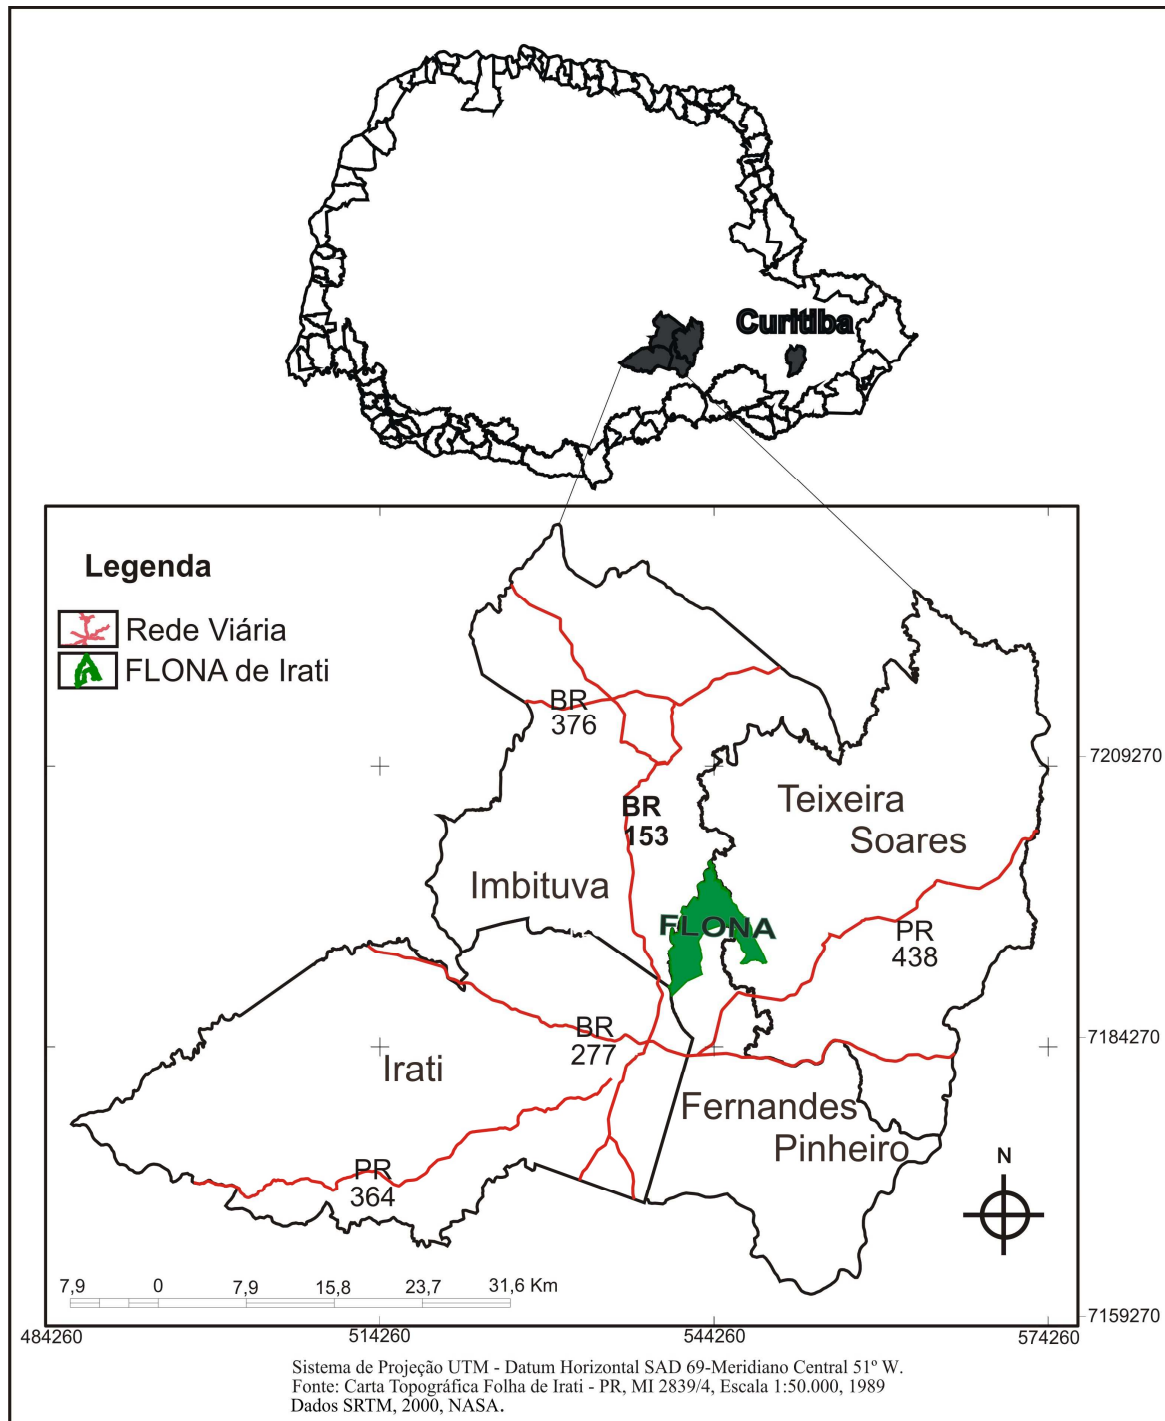 Curitiba
Legenda
Rede Viária
FLONA de Irati
BR
376
7209270
Teixeira
Soares
BR
153
Imbituva
FLONA
PR
438
BR
277
7184270
Irati
Fernandes
Pinheiro
PR
364
N
7,9 0 7,9 15,8 23,7 31,6 Km
7159270
484260 514260 544260 574260
Sistema de Projeção UTM - Datum Horizontal SAD 69-Meridiano Central 51º W.
Fonte: Carta Topográfica Folha de Irati - PR, MI 2839/4, Escala 1:50.000, 1989
Dados SRTM, 2000, NASA.